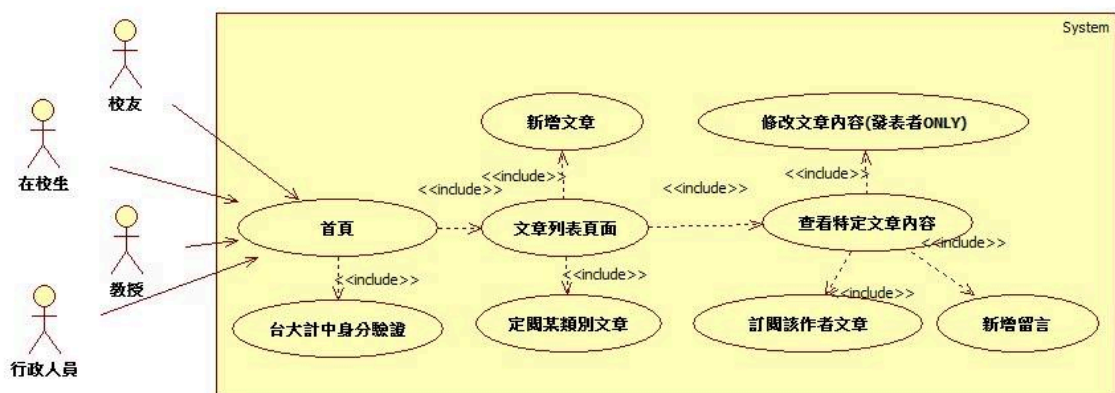 System
校友
新增文章
修改文章內容(發表者ONLY)
在校生
<<include>>
<<include>>
<<include>>
<<include>>
首頁
文章列表頁面
查看特定文章內容
<<include>>
教授
<<include>>
<<include>>
<<include>>
台大計中身分驗證
定閱某類別文章
訂閱該作者文章
新增留言
行政人員